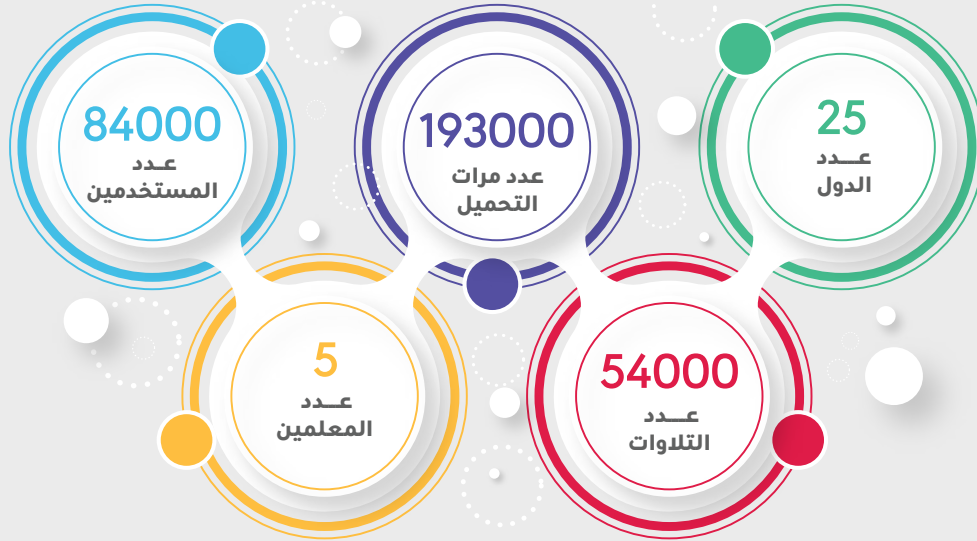 25
عـــدد
الدول
193000
عدد مرات
التحميل
84000
عـدد
المستخدمين
54000
عـــدد
التلاوات
5
عـــدد
المعلمين